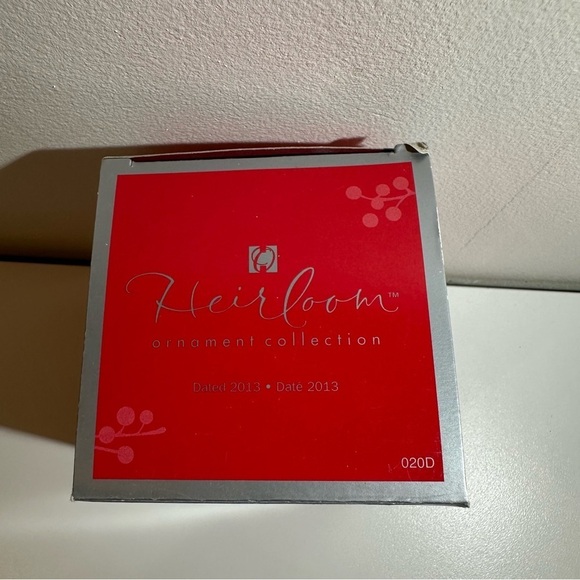 Heirloom™
ornament collection
Dated 2013 • Date 2013
020D